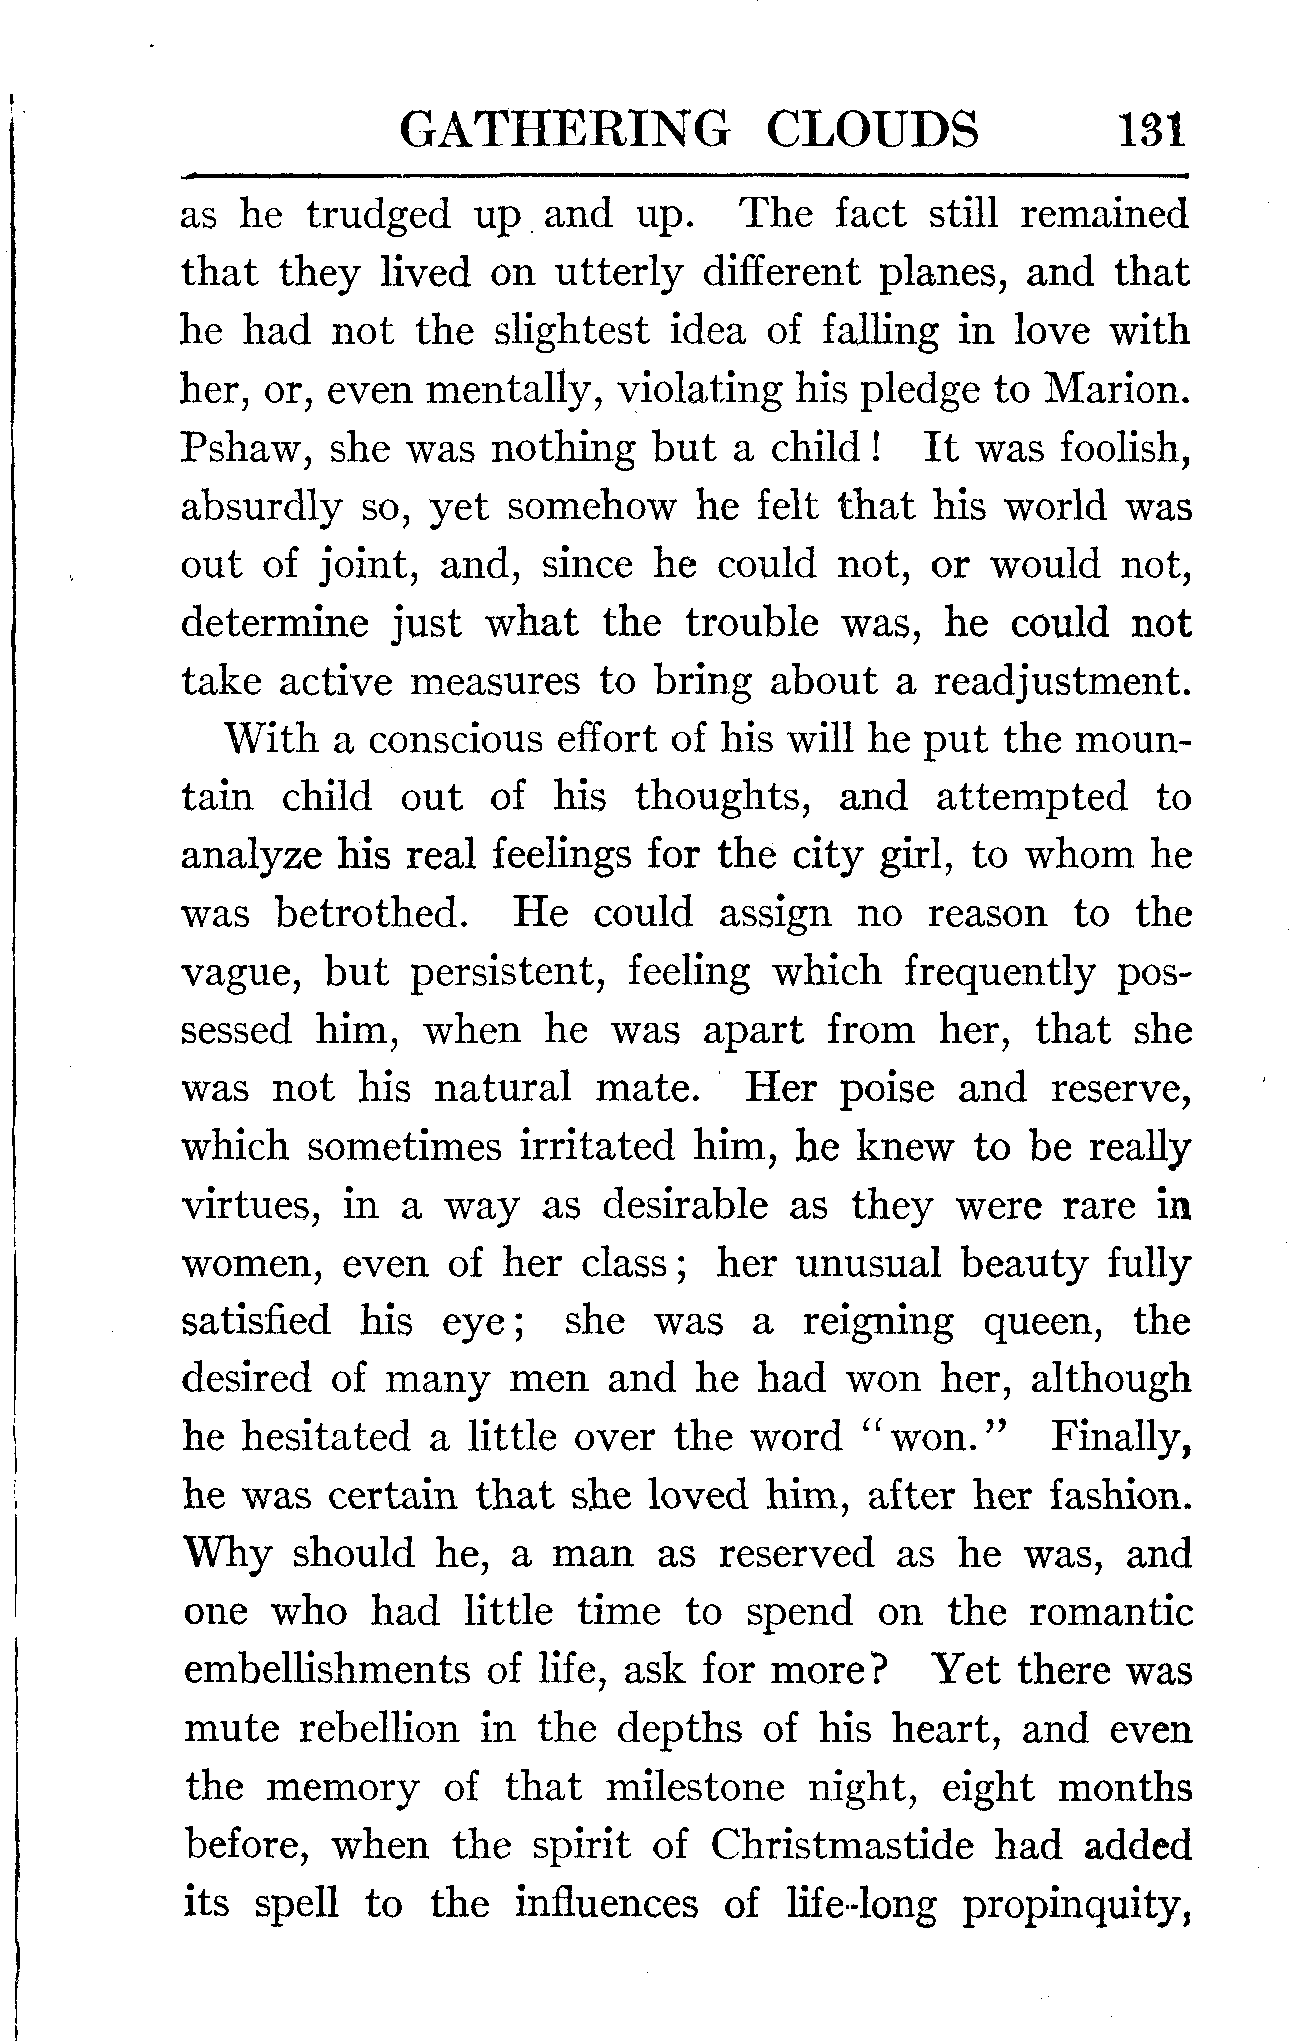 GATHERING CLOUDS 131
as he trudged up and up. The fact still remained
that they lived on utterly different planes, and that
he had not the slightest idea of falling in love with
her, or, even mentally, violating his pledge to Marion.
Pshaw, she was nothing but a child! It was foolish,
absurdly so, yet somehow he felt that his world was
out of joint, and, since he could not, or would not,
determine just what the trouble was, he could not
take active measures to bring about a readjustment.
With a conscious effort of his will he put the moun-
tain child out of his thoughts, and attempted to
analyze his real feelings for the city girl, to whom he
was betrothed. He could assign no reason to the
vague, but persistent, feeling which frequently pos-
sessed him, when he was apart from her, that she
was not his natural mate. Her poise and reserve,
which sometimes irritated him, he knew to be really
virtues, in a way as desirable as they were rare in
women, even of her class; her unusual beauty fully
satisfied his eye; she was a reigning queen, the
desired of many men and he had won her, although
he hesitated a little over the word "won." Finally,
he was certain that she loved him, after her fashion.
Why should he, a man as reserved as he was, and
one who had little time to spend on the romantic
embellishments of life, ask for more? Yet there was
mute rebellion in the depths of his heart, and even
the memory of that milestone night, eight months
before, when the spirit of Christmastide had added
its spell to the influences of life-long propinquity,